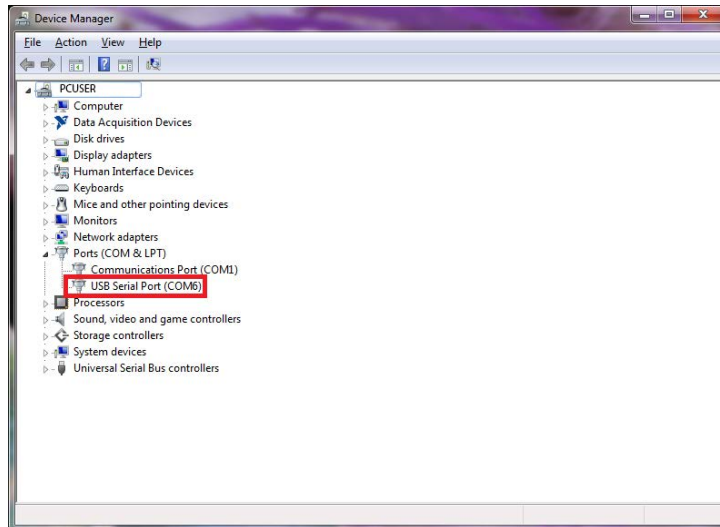 Device Manager
File Action View Help
PCUSER
Computer
Data Acquisition Devices
Disk drives
Display adapters
Human Interface Devices
Keyboards
Mice and other pointing devices
Monitors
Network adapters
Ports (COM & LPT)
Communications Port (COM1)
USB Serial Port (COM6)
Processors
Sound, video and game controllers
Storage controllers
System devices
Universal Serial Bus controllers